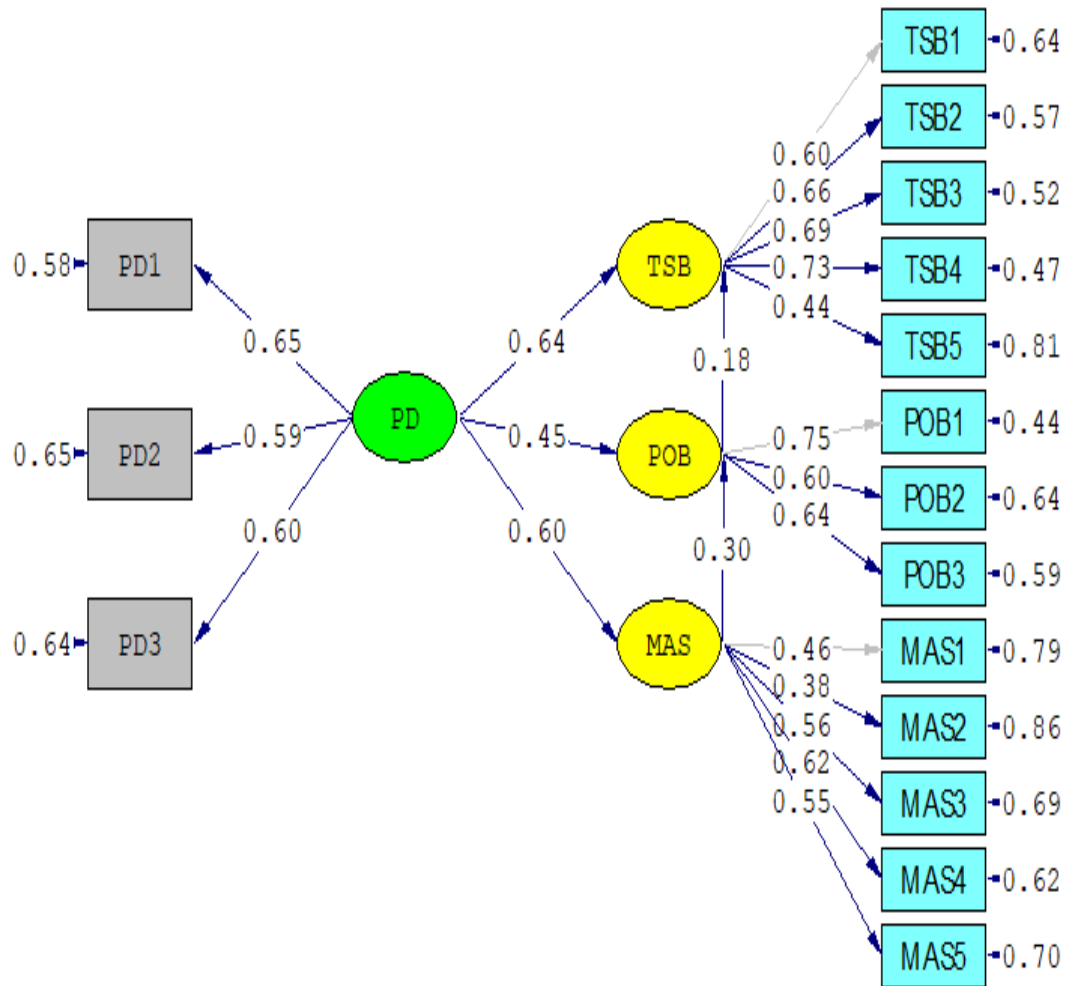 TSB1 0.64
TSB2 0.57
0.60
0.66
TSB3 0.52
0.69
0.58 PD1 TSB 0.73 TSB4 0.47
0.44
0.65 0.64 0.18 TSB5 0.81
PD
0.59 0.45 0.75 POB1 0.44
0.65 PD2 POB
0.60 POB2 0.64
0.64
0.60 0.60 0.30
POB3 0.59
0.64 PD3 MAS 0.46 MAS1 0.79
0.38
0.56 MAS2 0.86
0.62
0.55 MAS3 0.69
MAS4 0.62
MAS5 0.70